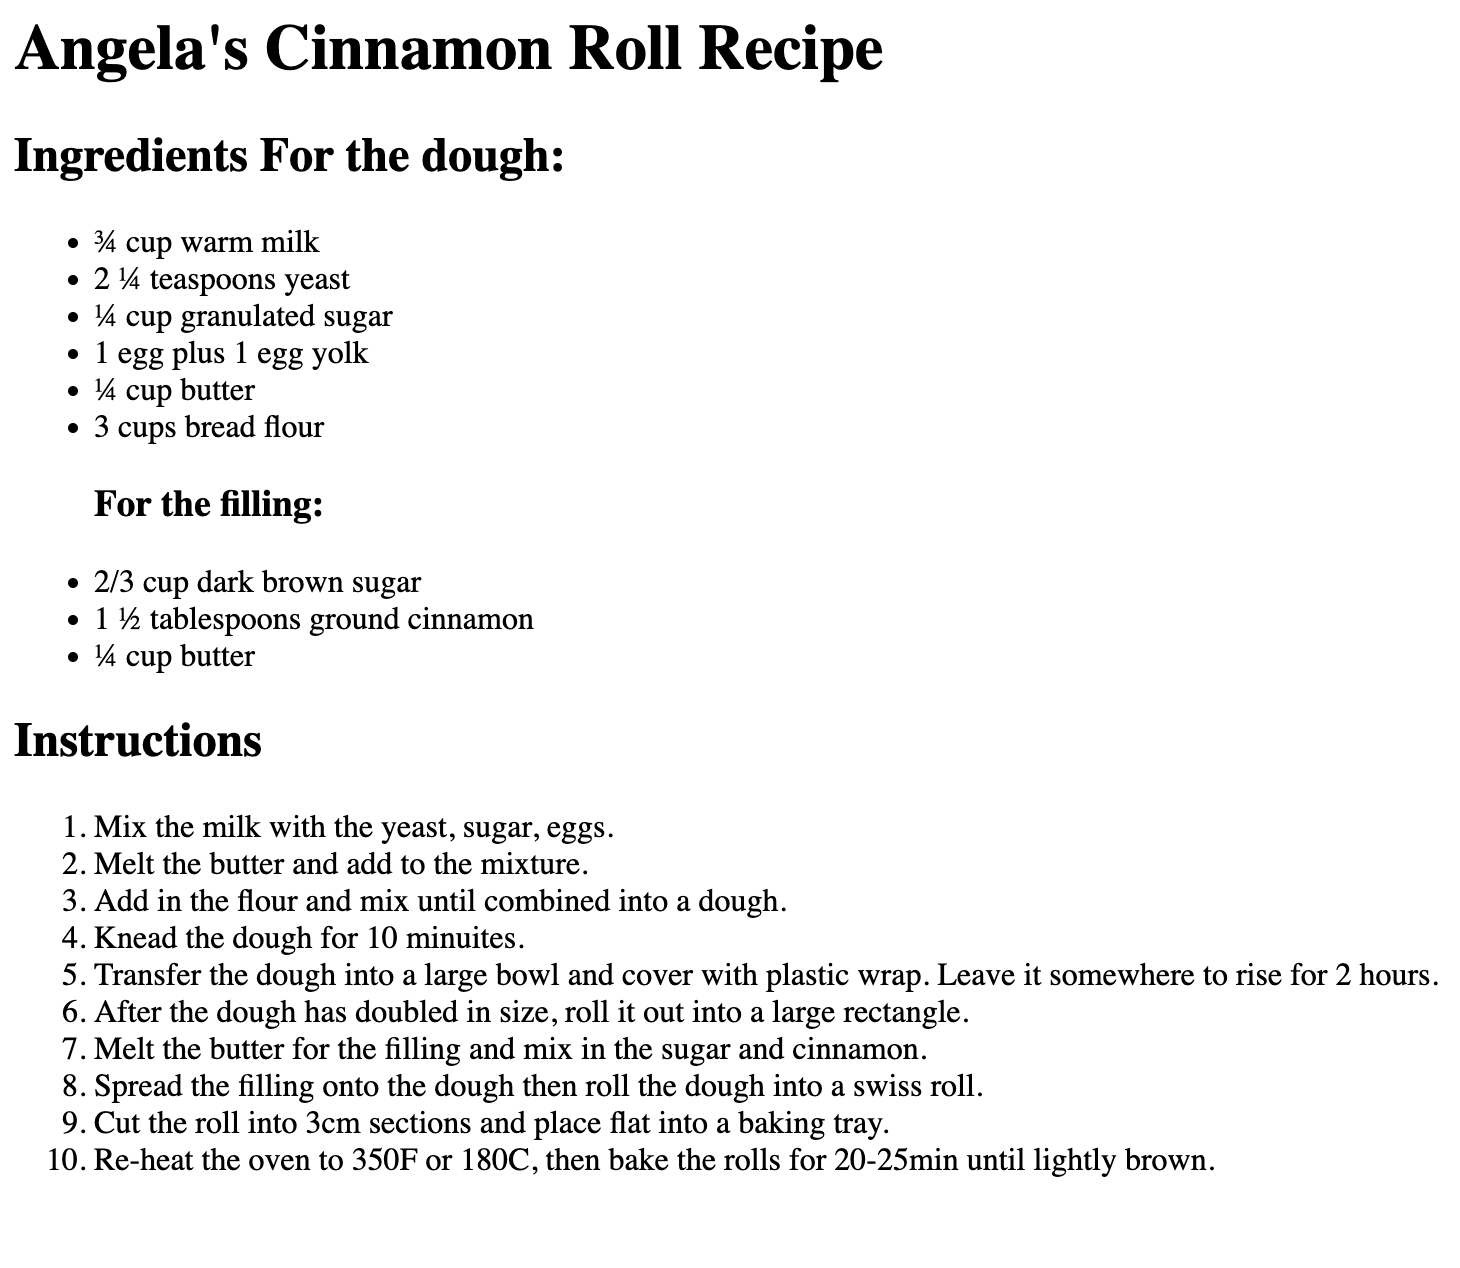 Angela's Cinnamon Roll Recipe
Ingredients For the dough:
• ¾ cup warm milk
• 2 ¼ teaspoons yeast
• ¼ cup granulated sugar
• 1 egg plus 1 egg yolk
• ¼ cup butter
• 3 cups bread flour
For the filling:
• 2/3 cup dark brown sugar
• 1 ½ tablespoons ground cinnamon
• ¼ cup butter
Instructions
1. Mix the milk with the yeast, sugar, eggs.
2. Melt the butter and add to the mixture.
3. Add in the flour and mix until combined into a dough.
4. Knead the dough for 10 minuites.
5. Transfer the dough into a large bowl and cover with plastic wrap. Leave it somewhere to rise for 2 hours.
6. After the dough has doubled in size, roll it out into a large rectangle.
7. Melt the butter for the filling and mix in the sugar and cinnamon.
8. Spread the filling onto the dough then roll the dough into a swiss roll.
9. Cut the roll into 3cm sections and place flat into a baking tray.
10. Re-heat the oven to 350F or 180C, then bake the rolls for 20-25min until lightly brown.